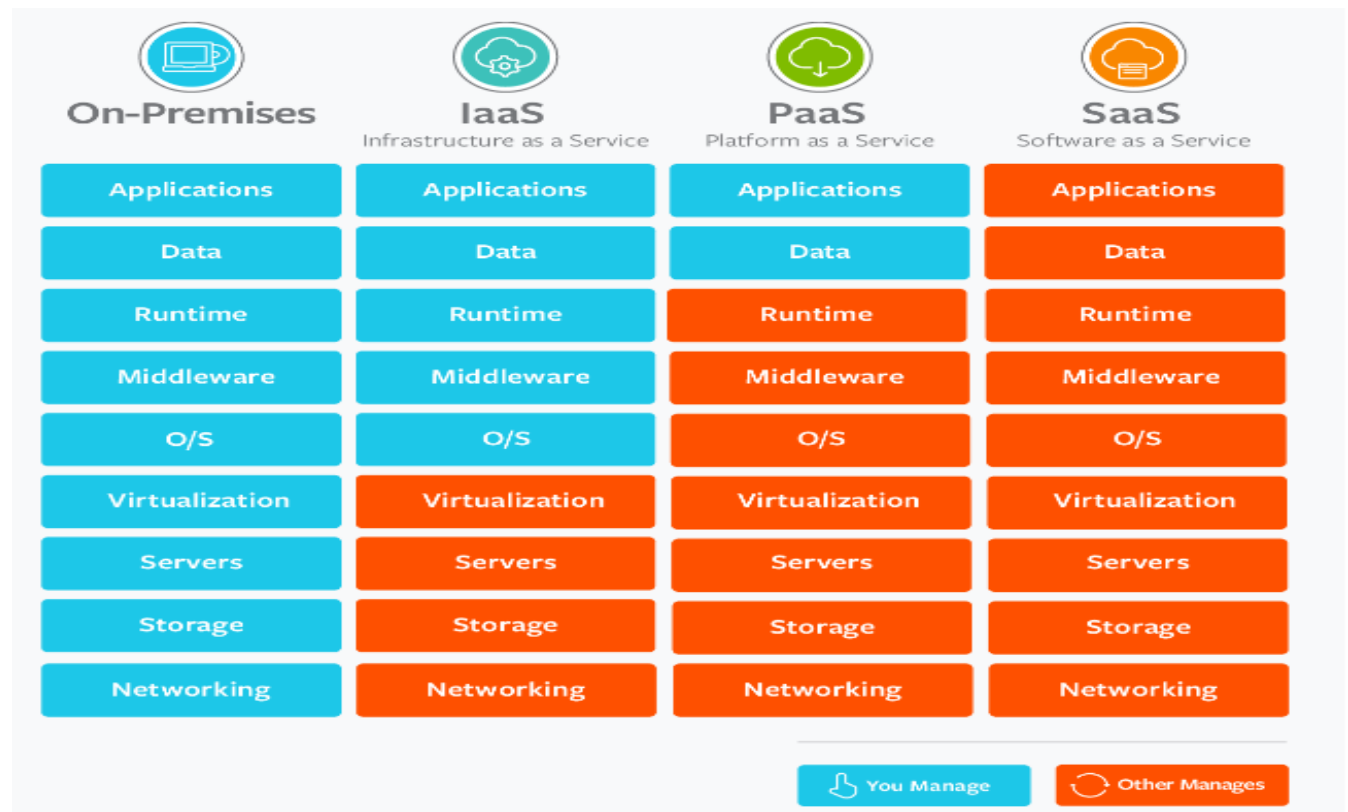 On-Premises IaaS PaaS SaaS
Infrastructure as a Service Platform as a Service Software as a Service
Applications Applications Applications Applications
Data Data Data Data
Runtime Runtime Runtime Runtime
Middleware Middleware Middleware Middleware
O/S O/S O/S O/S
Virtualization Virtualization Virtualization Virtualization
Servers Servers Servers Servers
Storage Storage Storage Storage
Networking Networking Networking Networking
You Manage Other Manages